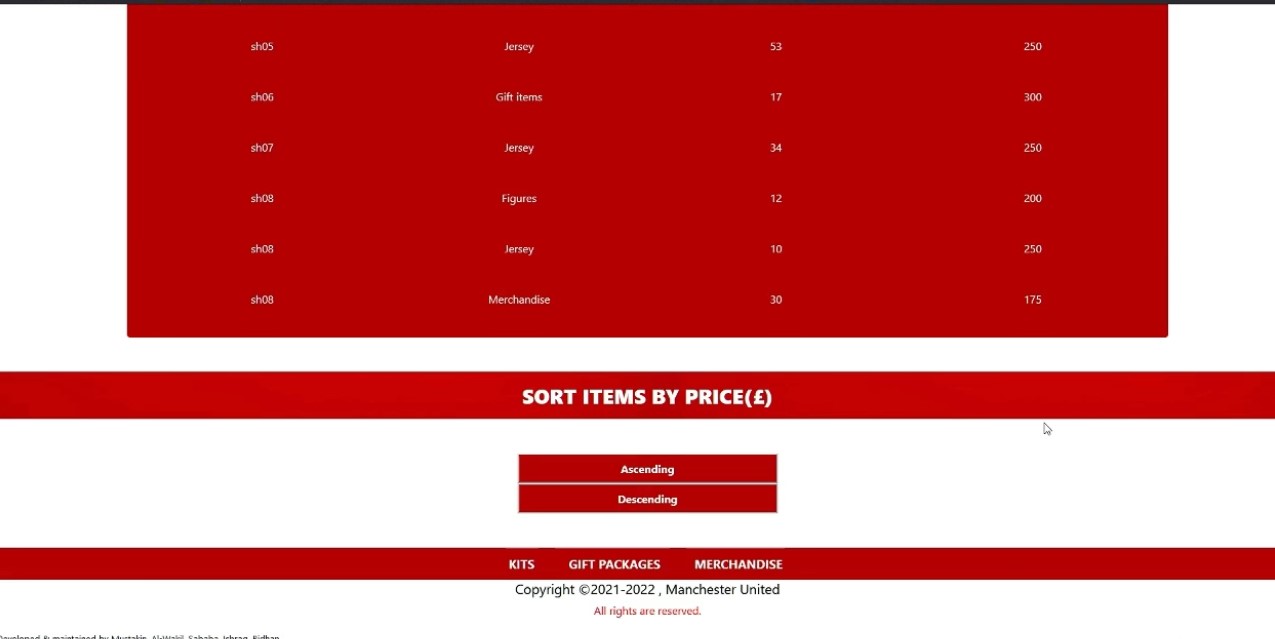 sh05 Jersey 53 250
sh06 Gift items 17 300
sh07 Jersey 34 250
sh08 Figures 12 200
sh08 Jersey 10 250
sh08 Merchandise 30 175
SORT ITEMS BY PRICE(£)
Ascending
Descending
KITS GIFT PACKAGES MERCHANDISE
Copyright ©2021-2022 , Manchester United
All rights are reserved.
Developed & maintained by Mustakin, Al-Wakil, Sababa, Ishraq, Ridhan